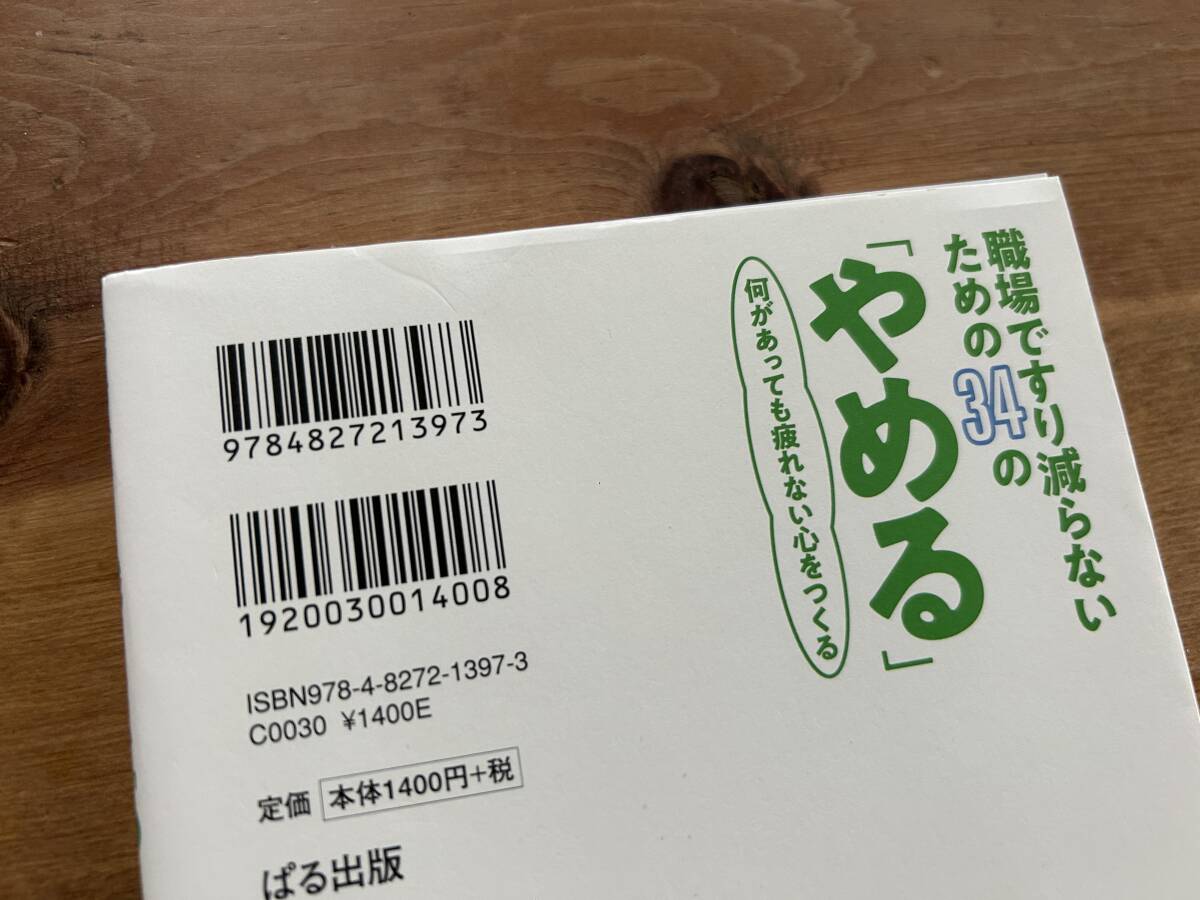 職場ですり減らない
ための34の
「やめる」
何があっても疲れない心をつくる
9784827213973
1920030014008
ISBN978-4-8272-1397-3
C0030 ¥1400E
定価 本体1400円+税
ぱる出版